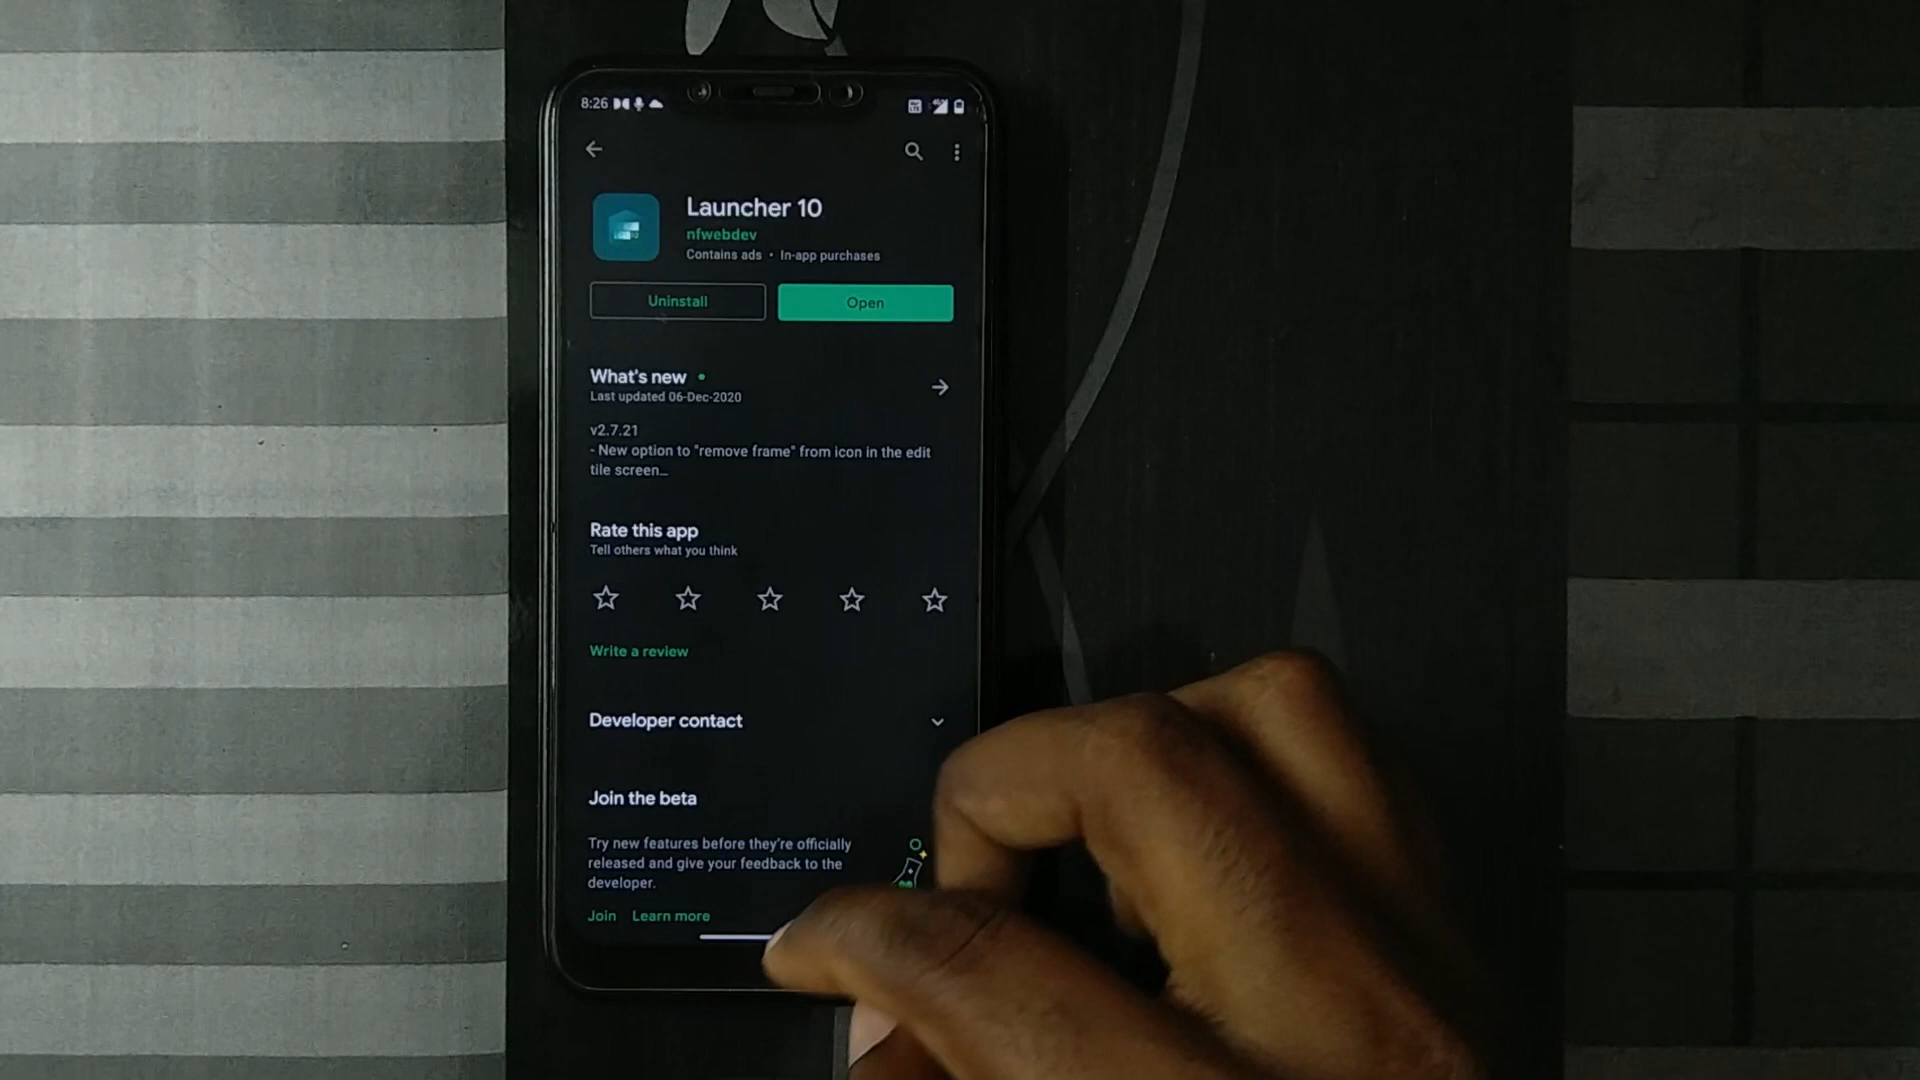 8:26
Launcher 10
nfwebdev
Contains ads • In-app purchases
Uninstall
Open
What's new •
Last updated 06-Dec-2020
v2.7.21
- New option to "remove frame" from icon in the edit
tile screen…
Rate this app
Tell others what you think
Write a review
Developer contact
Join the beta
Try new features before they're officially
released and give your feedback to the
developer.
Join Learn more